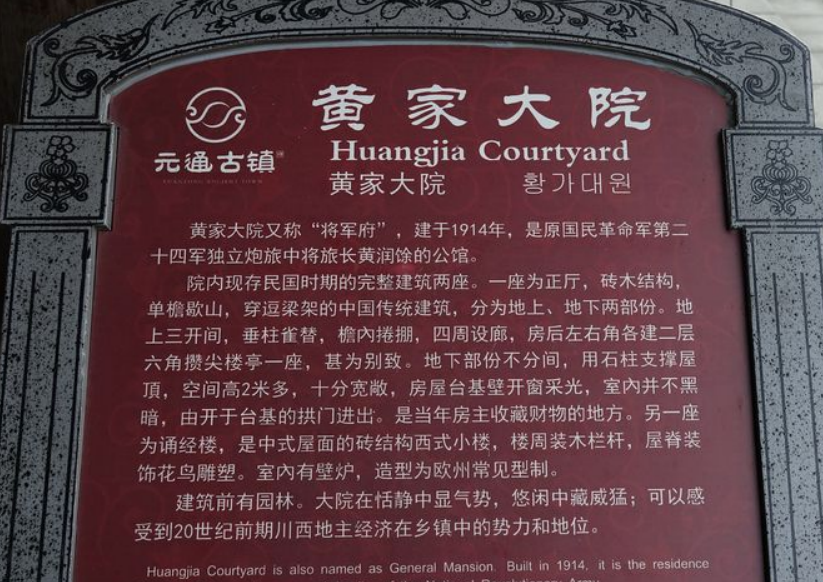 黄家大院
元通古镇
YUANTONG ANCIENT TOWN
Huangjia Courtyard
黄家大院 황가대원
黄家大院又称“将军府”，建于1914年，是原国民革命军第二
十四军独立炮旅中将旅长黄润馀的公馆。
院内现存民国时期的完整建筑两座。一座为正厅，砖木结构，
单檐歇山，穿逗梁架的中国传统建筑，分为地上、地下两部份。地
上三开间，垂柱雀替，檐内捲掤，四周设廊，房后左右角各建二层
六角攒尖楼亭一座，甚为别致。地下部份不分间，用石柱支撑屋
頂，空间高2米多，十分宽敞，房屋台基壁开窗采光，室内并不黑
暗，由开于台基的拱门进出。是当年房主收藏财物的地方。另一座
为诵经楼，是中式屋面的砖结构西式小楼，楼周装木栏杆，屋脊装
饰花鸟雕塑。室内有壁炉，造型为欧州常见型制。
建筑前有园林。大院在恬静中显气势，悠闲中藏威猛；可以感
受到20世纪前期川西地主经济在乡镇中的势力和地位。
Huangjia Courtyard is also named as General Mansion. Built in 1914, it is the residence